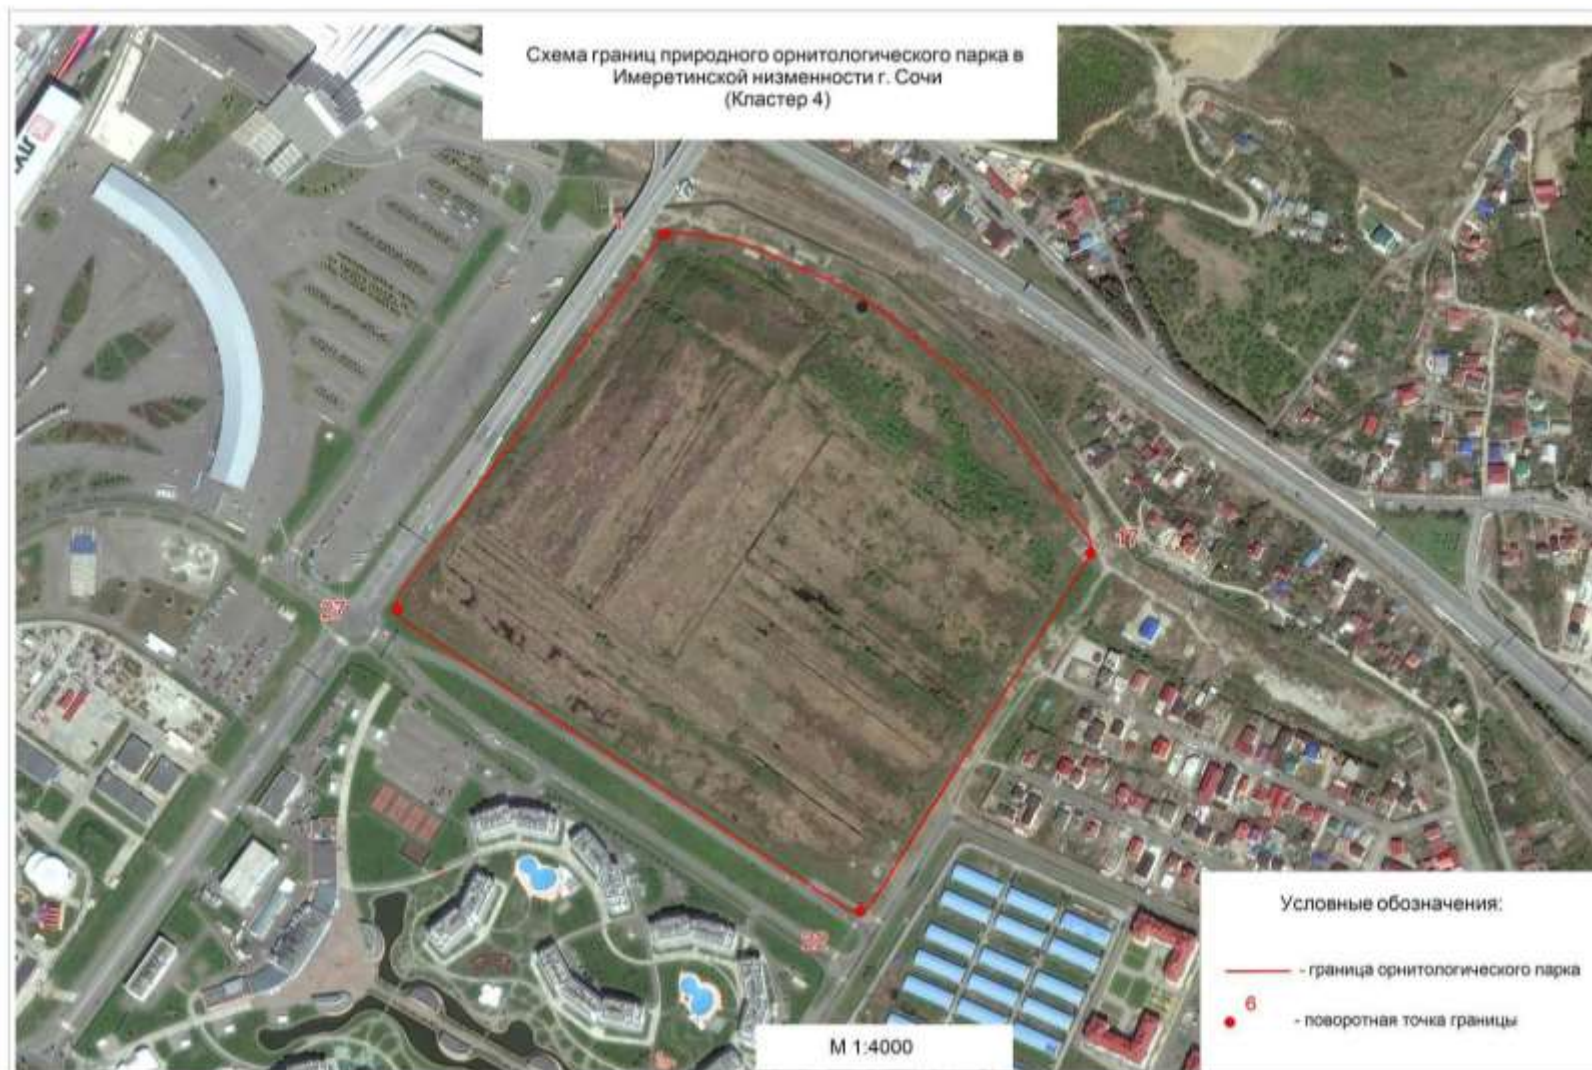 Схема границ природного орнитологического парка в
Имеретинской низменности г. Сочи
(Кластер 4)
1
17
27
22
Условные обозначения:
- граница орнитологического парка
6
- поворотная точка границы
М 1:4000